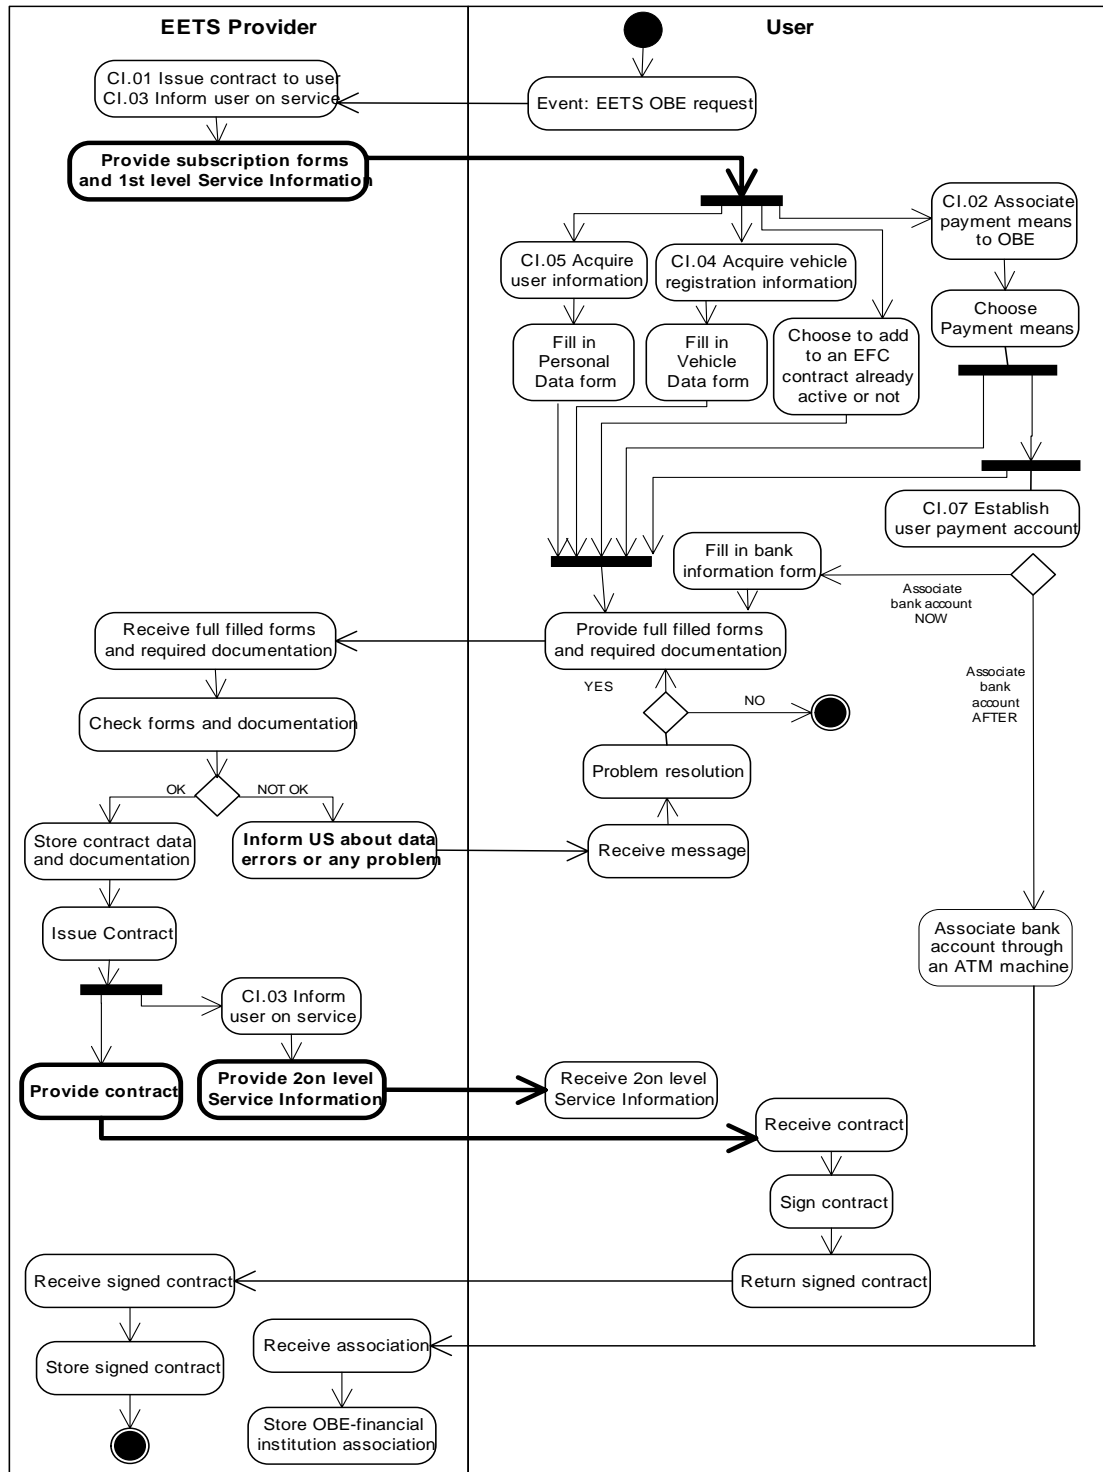 EETS Provider
User
CI.01 Issue contract to user
CI.03 Inform user on service
Event: EETS OBE request
Provide subscription forms
and 1st level Service Information
CI.02 Associate
payment means
to OBE
CI.05 Acquire
user information
CI.04 Acquire vehicle
registration information
Choose
Payment means
Fill in
Personal
Data form
Fill in
Vehicle
Data form
Choose to add
to an EFC
contract already
active or not
CI.07 Establish
user payment account
Fill in bank
information form
Associate
bank account
NOW
Receive full filled forms
and required documentation
Provide full filled forms
and required documentation
Associate
bank
account
AFTER
YES
NO
Check forms and documentation
Problem resolution
OK
NOT OK
Store contract data
and documentation
Inform US about data
errors or any problem
Receive message
Issue Contract
Associate bank
account through
an ATM machine
CI.03 Inform
user on service
Provide contract
Provide 2on level
Service Information
Receive 2on level
Service Information
Receive contract
Sign contract
Receive signed contract
Return signed contract
Receive association
Store signed contract
Store OBE-financial
institution association